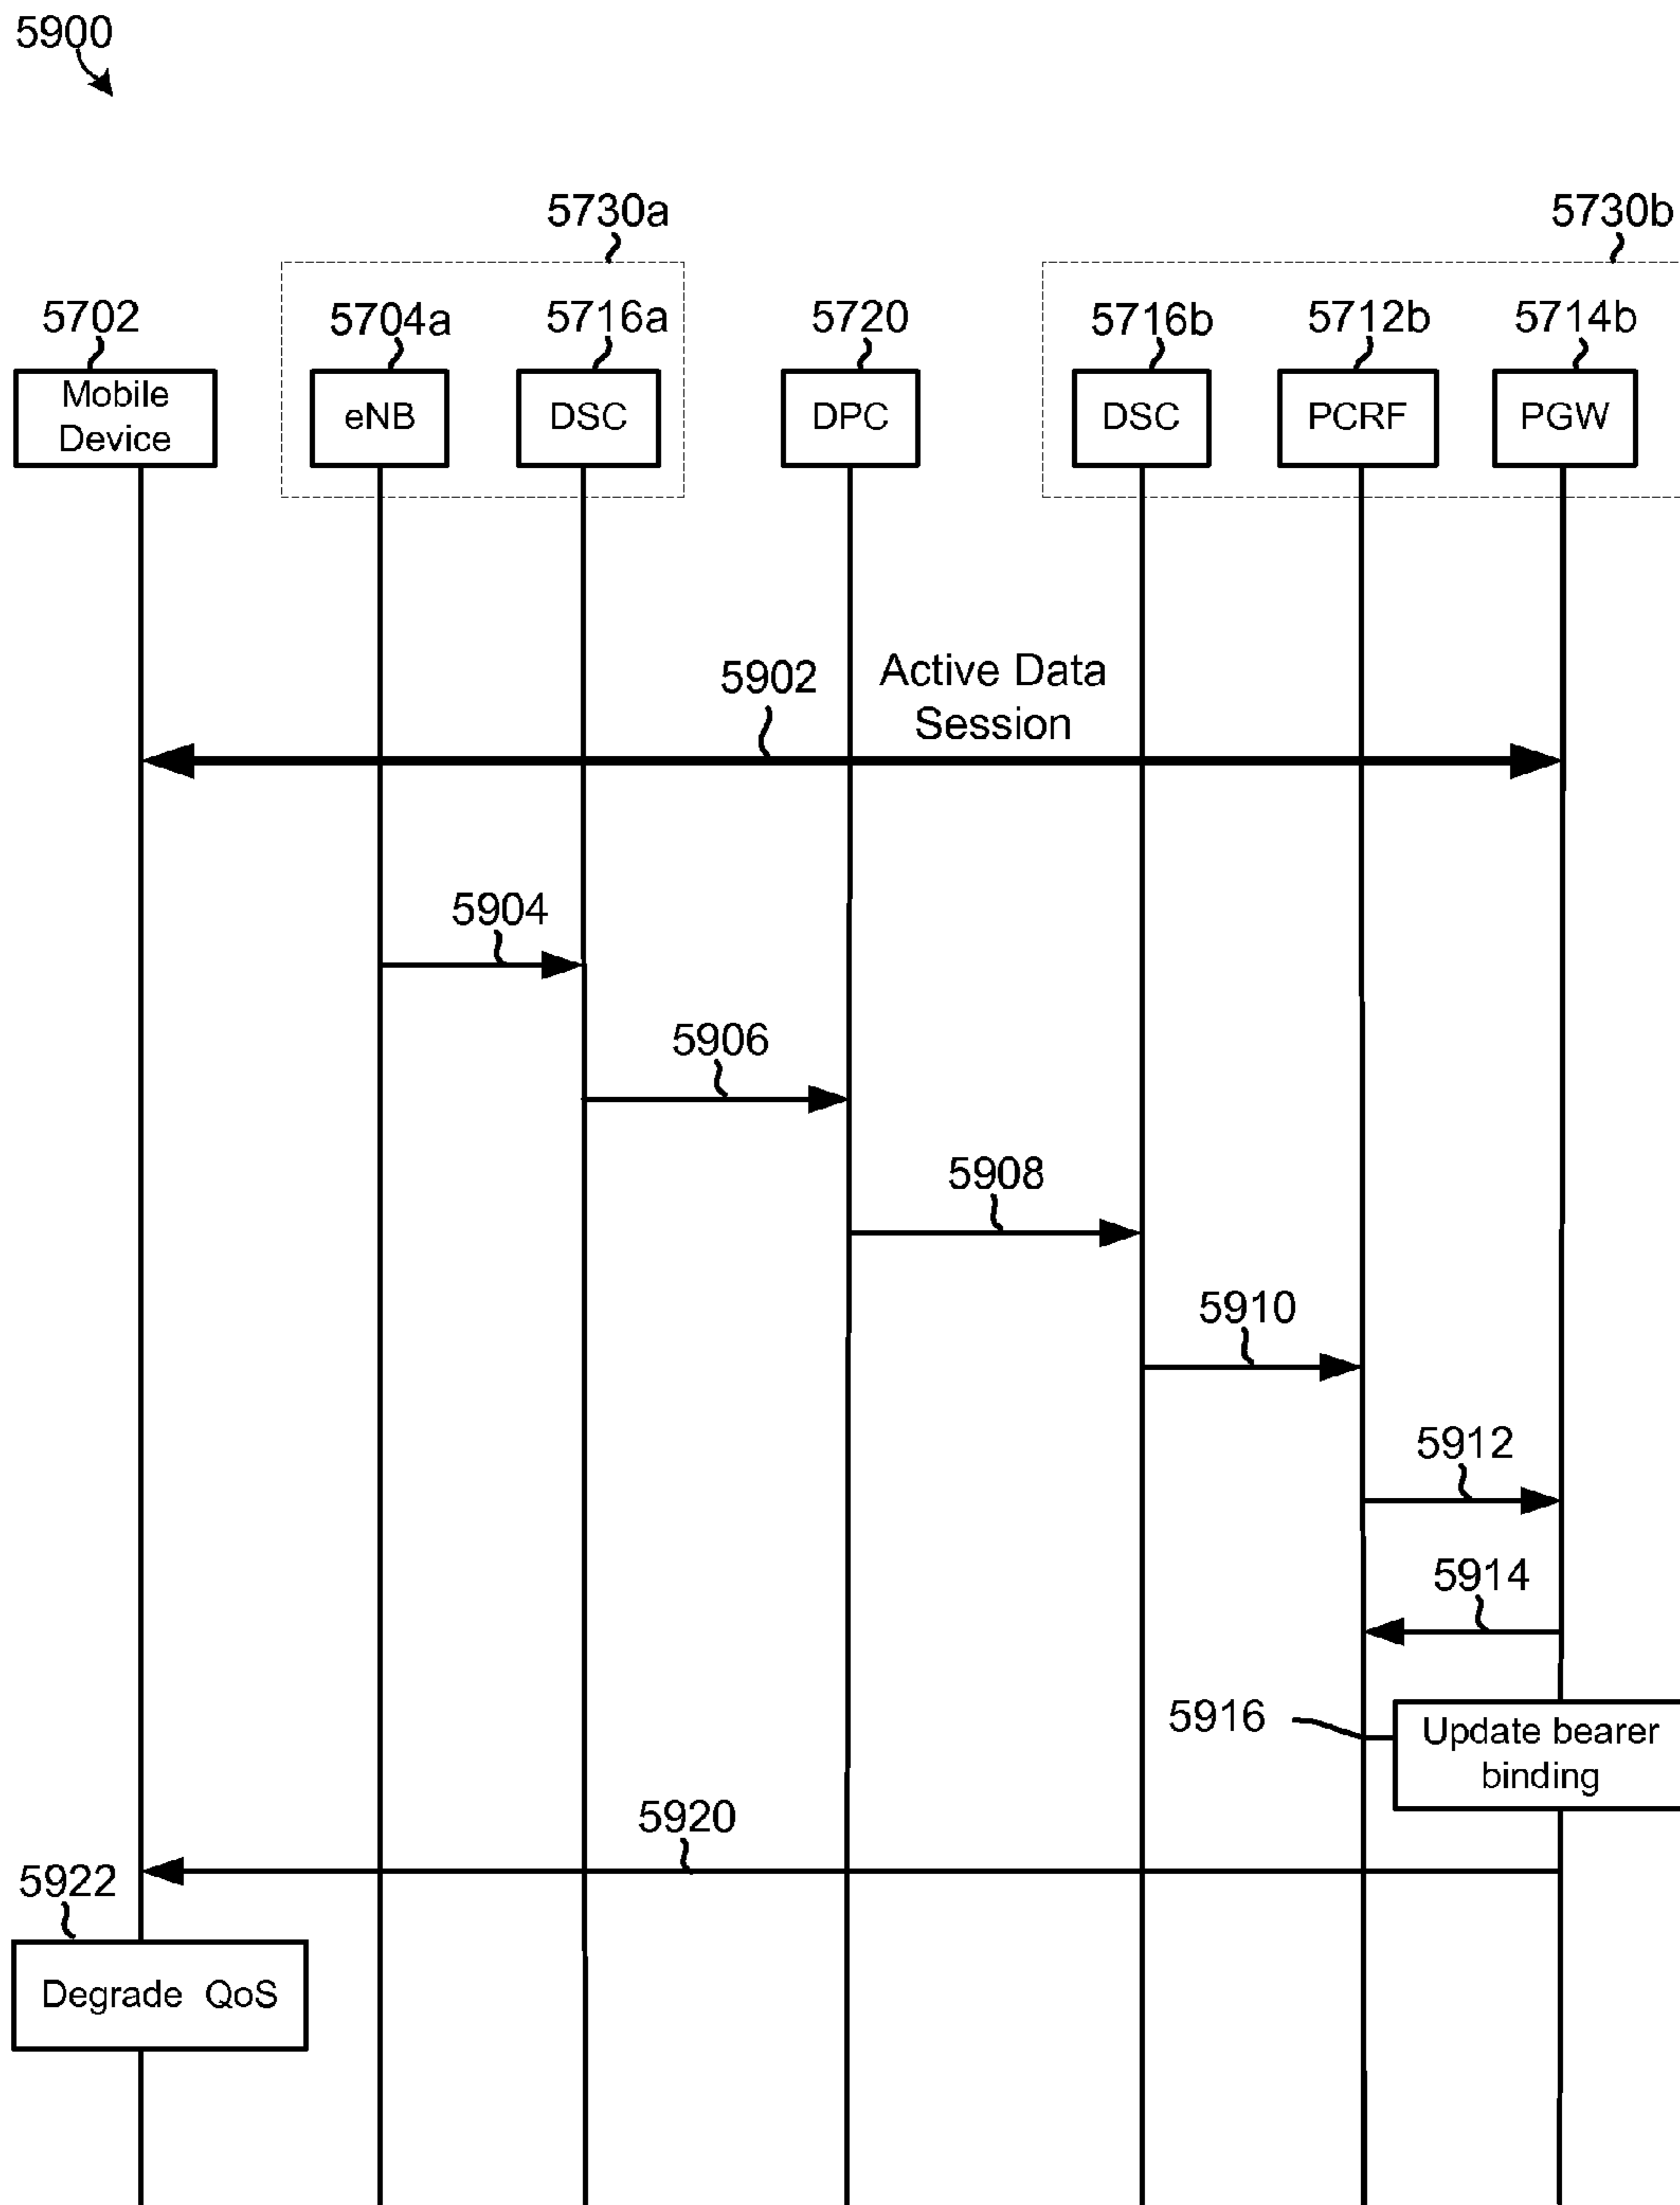 5900
5730a
5730b
5702
5704a
5716a
5720
5716b
5712b
5714b
Mobile
Device
eNB
DSC
DPC
DSC
PCRF
PGW
5902
Active Data
Session
5904
5906
5908
5910
5912
5914
5916
Update bearer
binding
5920
5922
Degrade QoS